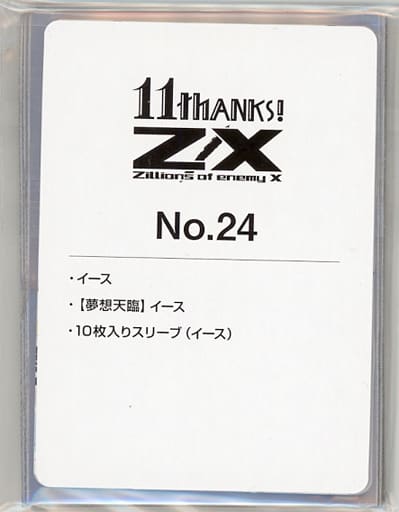 11thANKS!
Z/X
Zillions of enemy X
No.24
・イース
・【夢想天臨】イース
・10枚入りスリーブ（イース）